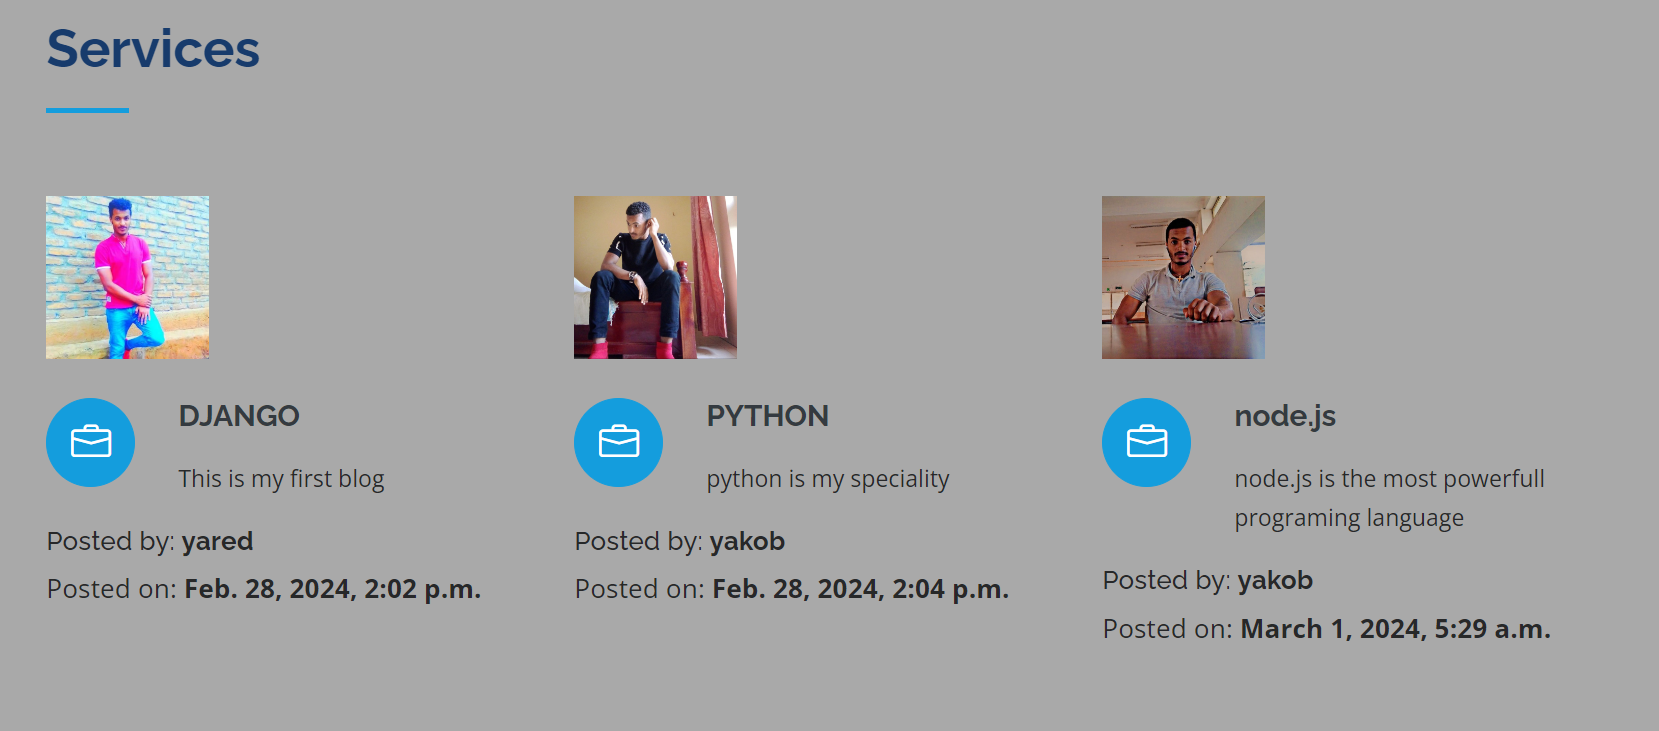 Services
DJANGO
This is my first blog
Posted by: yared
Posted on: Feb. 28, 2024, 2:02 p.m.
PYTHON
python is my speciality
Posted by: yakob
Posted on: Feb. 28, 2024, 2:04 p.m.
node.js
node.js is the most powerfull
programing language
Posted by: yakob
Posted on: March 1, 2024, 5:29 a.m.